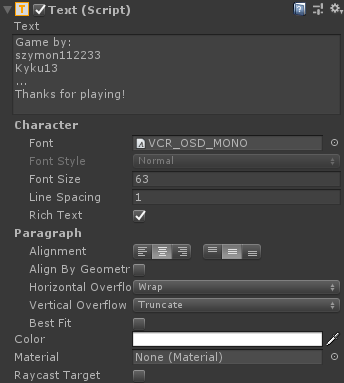 Text (Script)
Text
Game by:
szymon112233
Kyku13
...
Thanks for playing!
Character
Font VCR_OSD_MONO
Font Style Normal
Font Size 63
Line Spacing 1
Rich Text
Paragraph
Alignment
Align By Geometr
Horizontal Overflo Wrap
Vertical Overflow Truncate
Best Fit
Color
Material None (Material)
Raycast Target